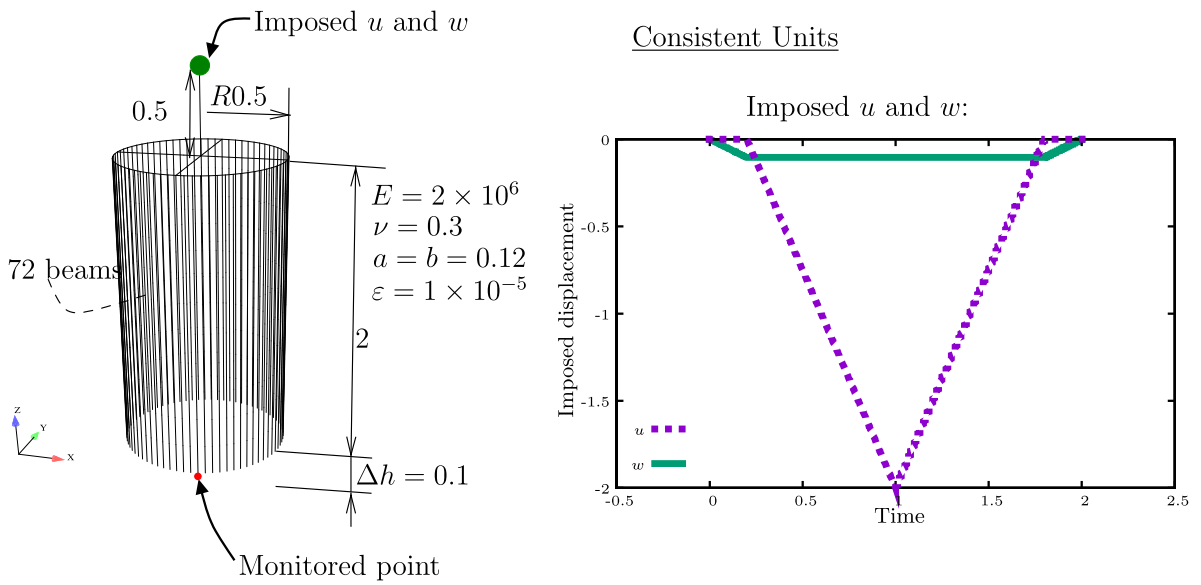 Imposed u and w
0.5
R0.5
E = 2 × 10⁶
ν = 0.3
a = b = 0.12
ε = 1 × 10⁻⁵
72 beams
2
Δh = 0.1
Z
Y
X
Monitored point
Consistent Units
Imposed u and w:
Imposed displacement
0
-0.5
-1
-1.5
-2
u
w
-0.5
0
0.5
1
1.5
2
2.5
Time